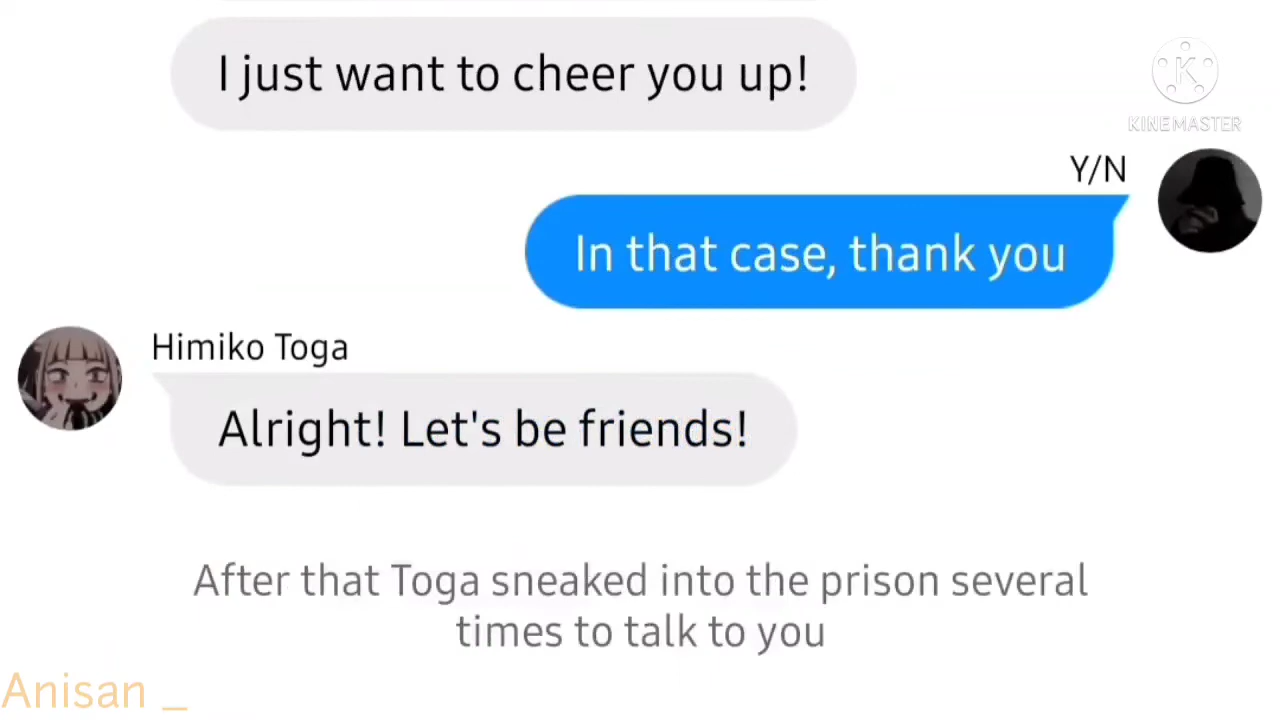 I just want to cheer you up!
KINEMASTER
Y/N
In that case, thank you
Himiko Toga
Alright! Let's be friends!
After that Toga sneaked into the prison several
times to talk to you
Anisan _